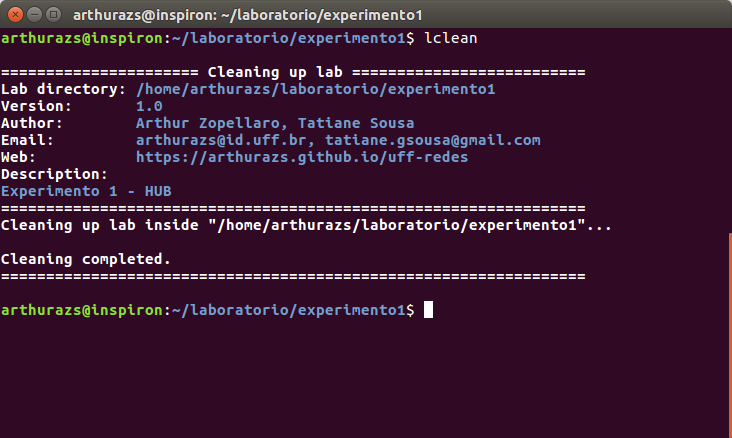 arthurazs@inspiron: ~/laboratorio/experimento1
arthurazs@inspiron:~/laboratorio/experimento1$ lclean
====================== Cleaning up lab ==========================
Lab directory: /home/arthurazs/laboratorio/experimento1
Version: 1.0
Author: Arthur Zopellaro, Tatiane Sousa
Email: arthurazs@id.uff.br, tatiane.gsousa@gmail.com
Web: https://arthurazs.github.io/uff-redes
Description:
Experimento 1 - HUB
=================================================================
Cleaning up lab inside "/home/arthurazs/laboratorio/experimento1"...
Cleaning completed.
=================================================================
arthurazs@inspiron:~/laboratorio/experimento1$